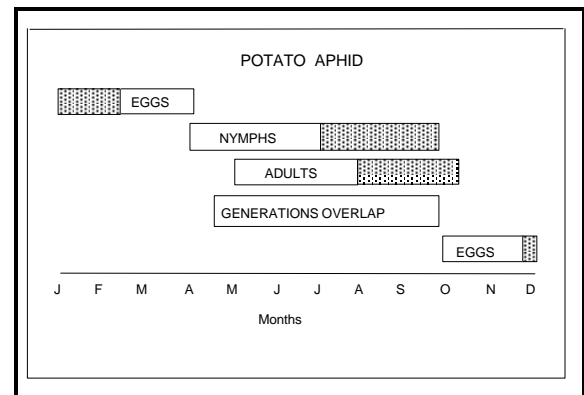 POTATO APHID
EGGS
NYMPHS
ADULTS
GENERATIONS OVERLAP
EGGS
J F M A M J J A S O N D
Months